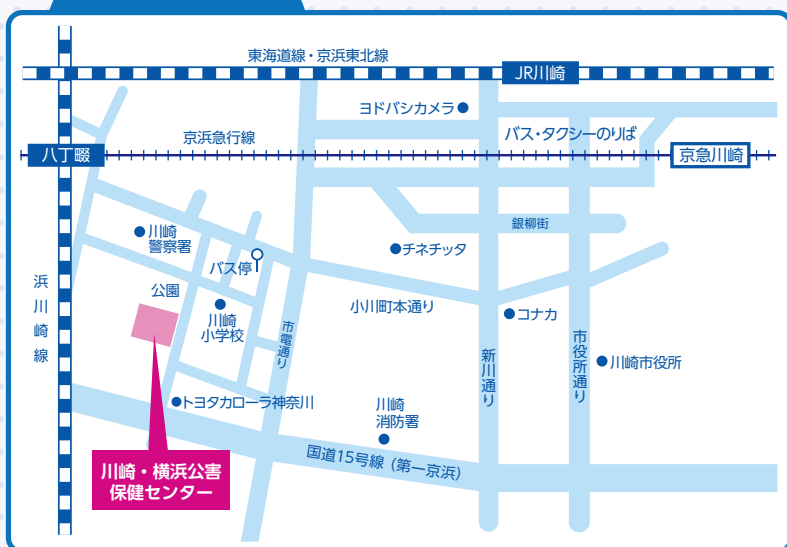 東海道線・京浜東北線
JR川崎
ヨドバシカメラ
京浜急行線
バス・タクシーのりば
八丁畷
京急川崎
銀柳街
川崎
警察署
チネチッタ
バス停
浜川崎線
公園
小川町本通り
川崎
小学校
コナカ
市電通り
新川通り
市役所通り
川崎市役所
トヨタカローラ神奈川
川崎
消防署
国道15号線（第一京浜）
川崎・横浜公害
保健センター